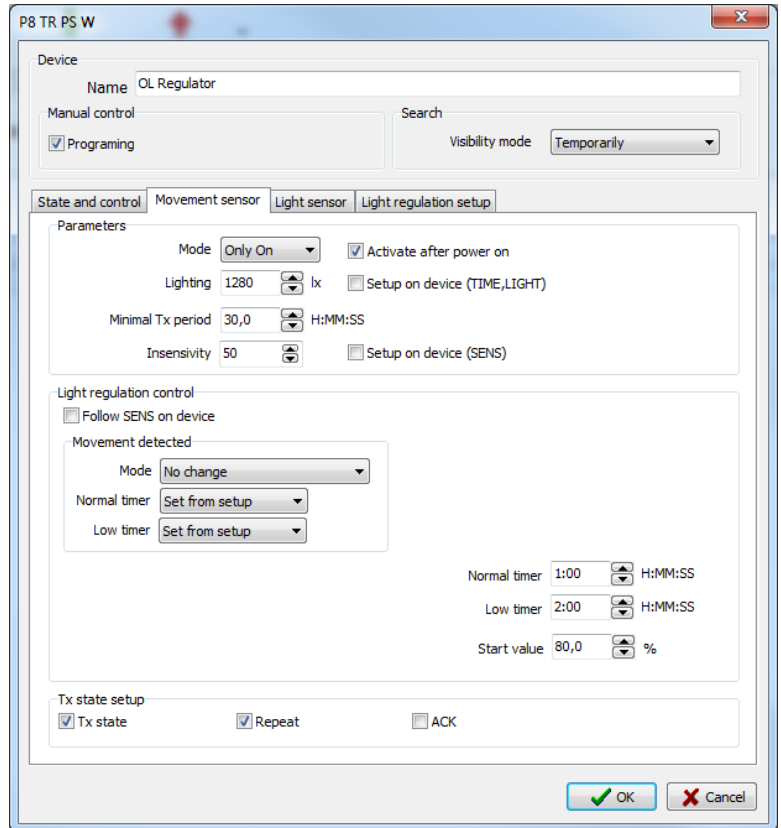 P8 TR PS W
Device
Name OL Regulator
Manual control
Programing
Search
Visibility mode Temporarily
State and control Movement sensor Light sensor Light regulation setup
Parameters
Mode Only On Activate after power on
Lighting 1280 lx Setup on device (TIME,LIGHT)
Minimal Tx period 30,0 H:MM:SS
Insensivity 50 Setup on device (SENS)
Light regulation control
Follow SENS on device
Movement detected
Mode No change
Normal timer Set from setup
Low timer Set from setup
Normal timer 1:00 H:MM:SS
Low timer 2:00 H:MM:SS
Start value 80,0 %
Tx state setup
Tx state Repeat ACK
OK Cancel